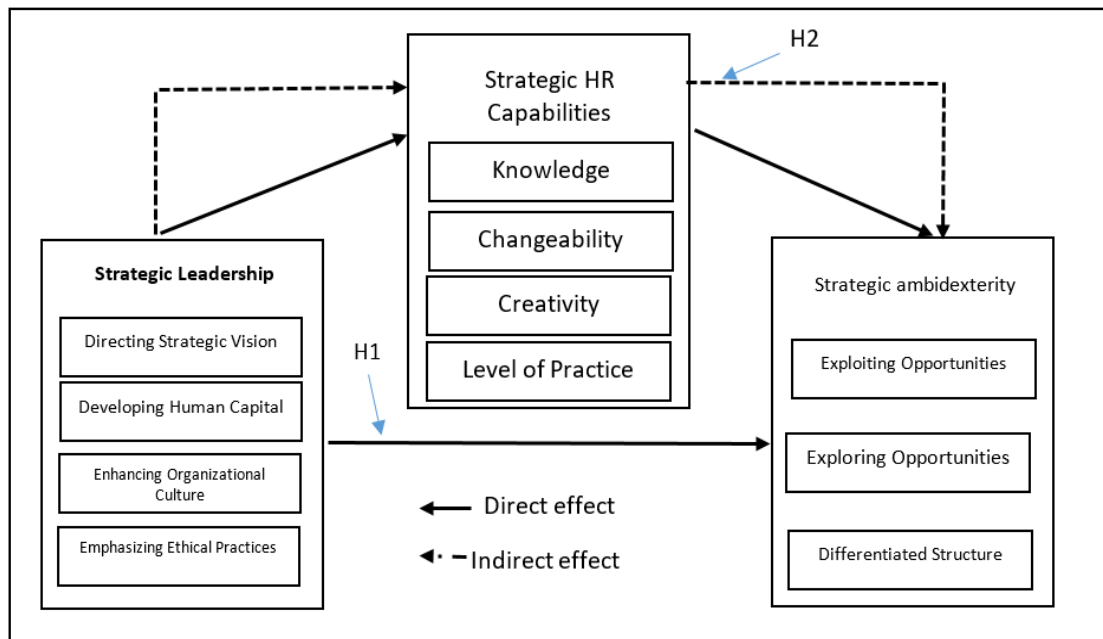 H2
Strategic HR
Capabilities
Knowledge
Changeability
Creativity
Level of Practice
Strategic Leadership
Directing Strategic Vision
Developing Human Capital
Enhancing Organizational
Culture
Emphasizing Ethical Practices
H1
Strategic ambidexterity
Exploiting Opportunities
Exploring Opportunities
Differentiated Structure
Direct effect
Indirect effect